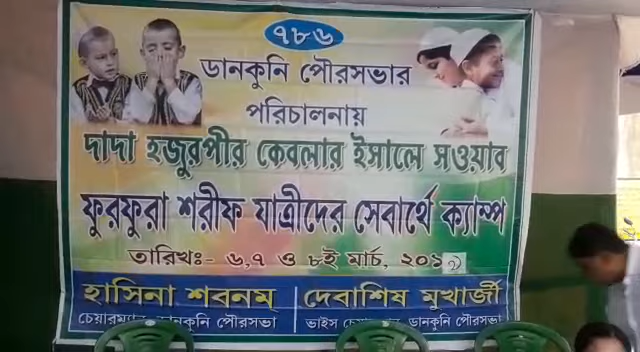 ৭৮৬
ডানকুনি পৌরসভার
পরিচালনায়
দাদা হুজুরপীর কেবলার ইসালে সওয়াব
ফুরফুরা শরীফ যাত্রীদের সেবার্থে ক্যাম্প
তারিখঃ- ৬,৭ ও ৮ই মার্চ, ২০১৯
হাসিনা শবনম্
দেবাশিষ মুখার্জী
চেয়ারম্যান ডানকুনি পৌরসভা
ভাইস চেয়ারম্যান ডানকুনি পৌরসভা